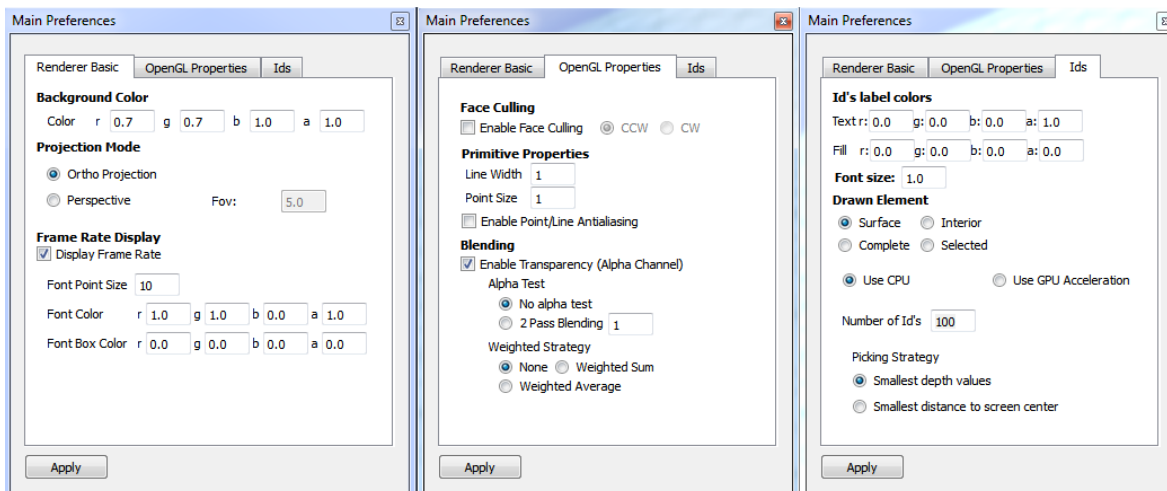 Main Preferences
Renderer Basic OpenGL Properties Ids
Background Color
Color r 0.7 g 0.7 b 1.0 a 1.0
Projection Mode
Ortho Projection
Perspective Fov: 5.0
Frame Rate Display
Display Frame Rate
Font Point Size 10
Font Color r 1.0 g 1.0 b 0.0 a 1.0
Font Box Color r 0.0 g 0.0 b 0.0 a 0.0
Apply
Main Preferences
Renderer Basic OpenGL Properties Ids
Face Culling
Enable Face Culling CCW CW
Primitive Properties
Line Width 1
Point Size 1
Enable Point/Line Antialiasing
Blending
Enable Transparency (Alpha Channel)
Alpha Test
No alpha test
2 Pass Blending 1
Weighted Strategy
None Weighted Sum
Weighted Average
Apply
Main Preferences
Renderer Basic OpenGL Properties Ids
Id's label colors
Text r: 0.0 g: 0.0 b: 0.0 a: 1.0
Fill r: 0.0 g: 0.0 b: 0.0 a: 0.0
Font size: 1.0
Drawn Element
Surface Interior
Complete Selected
Use CPU Use GPU Acceleration
Number of Id's 100
Picking Strategy
Smallest depth values
Smallest distance to screen center
Apply